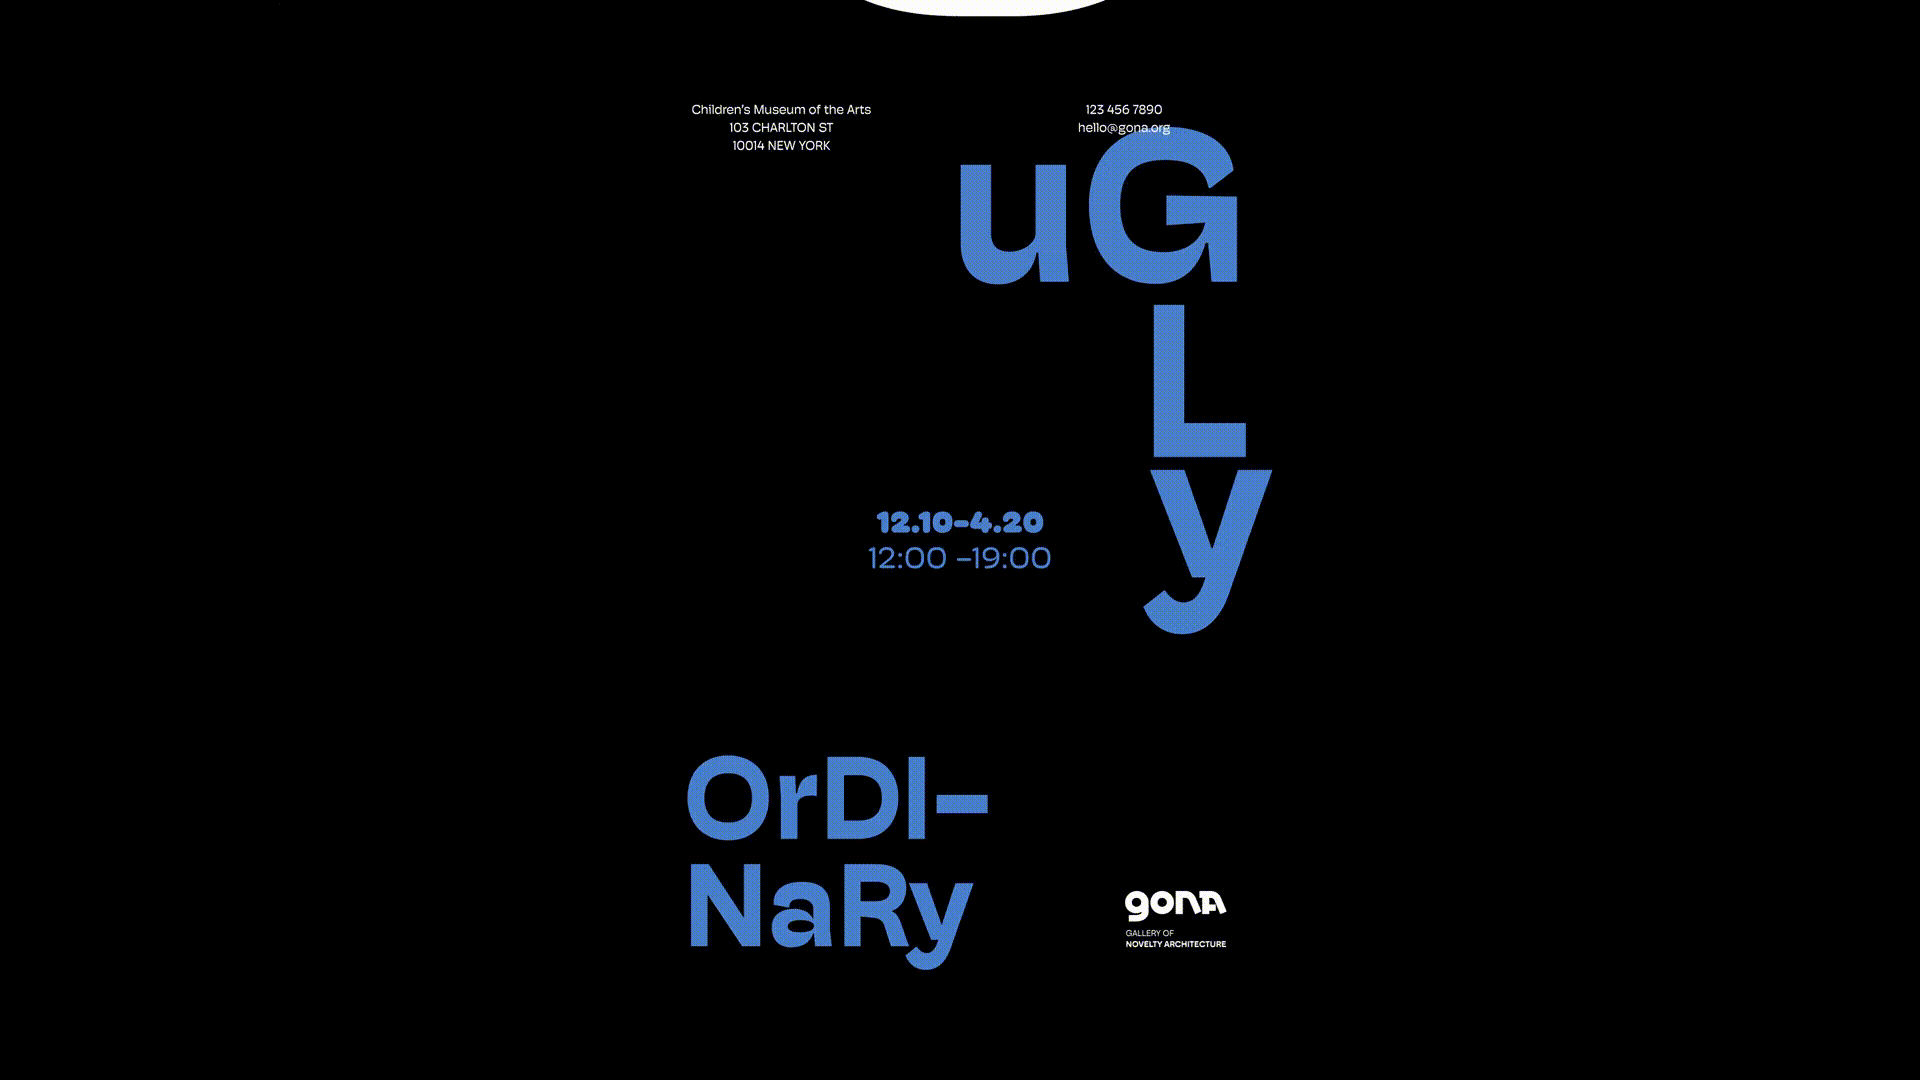 Children's Museum of the Arts
103 CHARLTON ST
10014 NEW YORK
123 456 7890
hello@gona.org
uG
L
y
12.10–4.20
12:00 –19:00
OrDI–
NaRy
gona
GALLERY OF
NOVELTY ARCHITECTURE